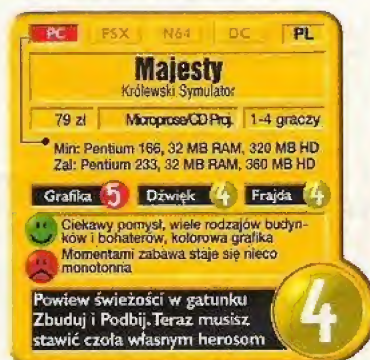 PC PSX N64 DC PL
Majesty
Królewski Symulator
79 zł Microprose/CD Proj. 1-4 graczy
Min: Pentium 166, 32 MB RAM, 320 MB HD
Zal: Pentium 233, 32 MB RAM, 360 MB HD
Grafika 5 Dźwięk 4 Frajda 4
Ciekawy pomysł, wiele rodzajów budyn-
ków i bohaterów, kolorowa grafika
Momentami zabawa staje się nieco
monotonna
Powiew świeżości w gatunku
Zbuduj i Podbij. Teraz musisz
stawić czoła własnym herosom
4